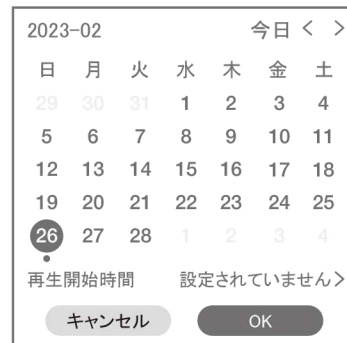 2023-02 今日 < >
日 月 火 水 木 金 土
29 30 31 1 2 3 4
5 6 7 8 9 10 11
12 13 14 15 16 17 18
19 20 21 22 23 24 25
26 27 28 1 2 3 4
再生開始時間 設定されていません>
キャンセル OK